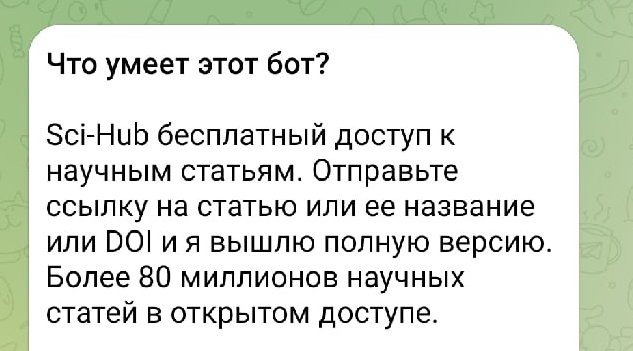 Что умеет этот бот?
Sci-Hub бесплатный доступ к
научным статьям. Отправьте
ссылку на статью или ее название
или DOI и я вышлю полную версию.
Более 80 миллионов научных
статей в открытом доступе.